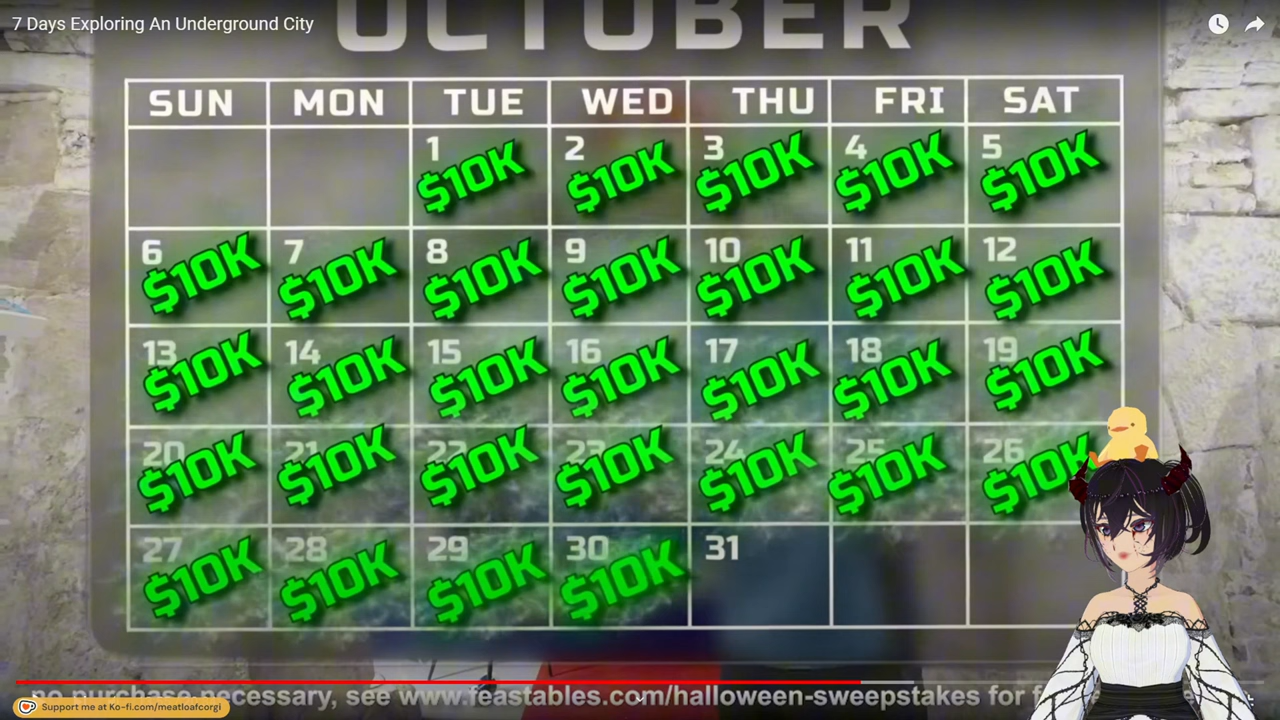 7 Days Exploring An Underground City
OCTOBER
SUN MON TUE WED THU FRI SAT
1 2 3 4 5
$10K $10K $10K $10K $10K
6 7 8 9 10 11 12
$10K $10K $10K $10K $10K $10K $10K
13 14 15 16 17 18 19
$10K $10K $10K $10K $10K $10K $10K
20 21 22 23 24 25 26
$10K $10K $10K $10K $10K $10K $10K
27 28 29 30 31
$10K $10K $10K $10K
no purchase necessary, see www.feastables.com/halloween-sweepstakes for
Support me at Ko-fi.com/meatloafcorgi